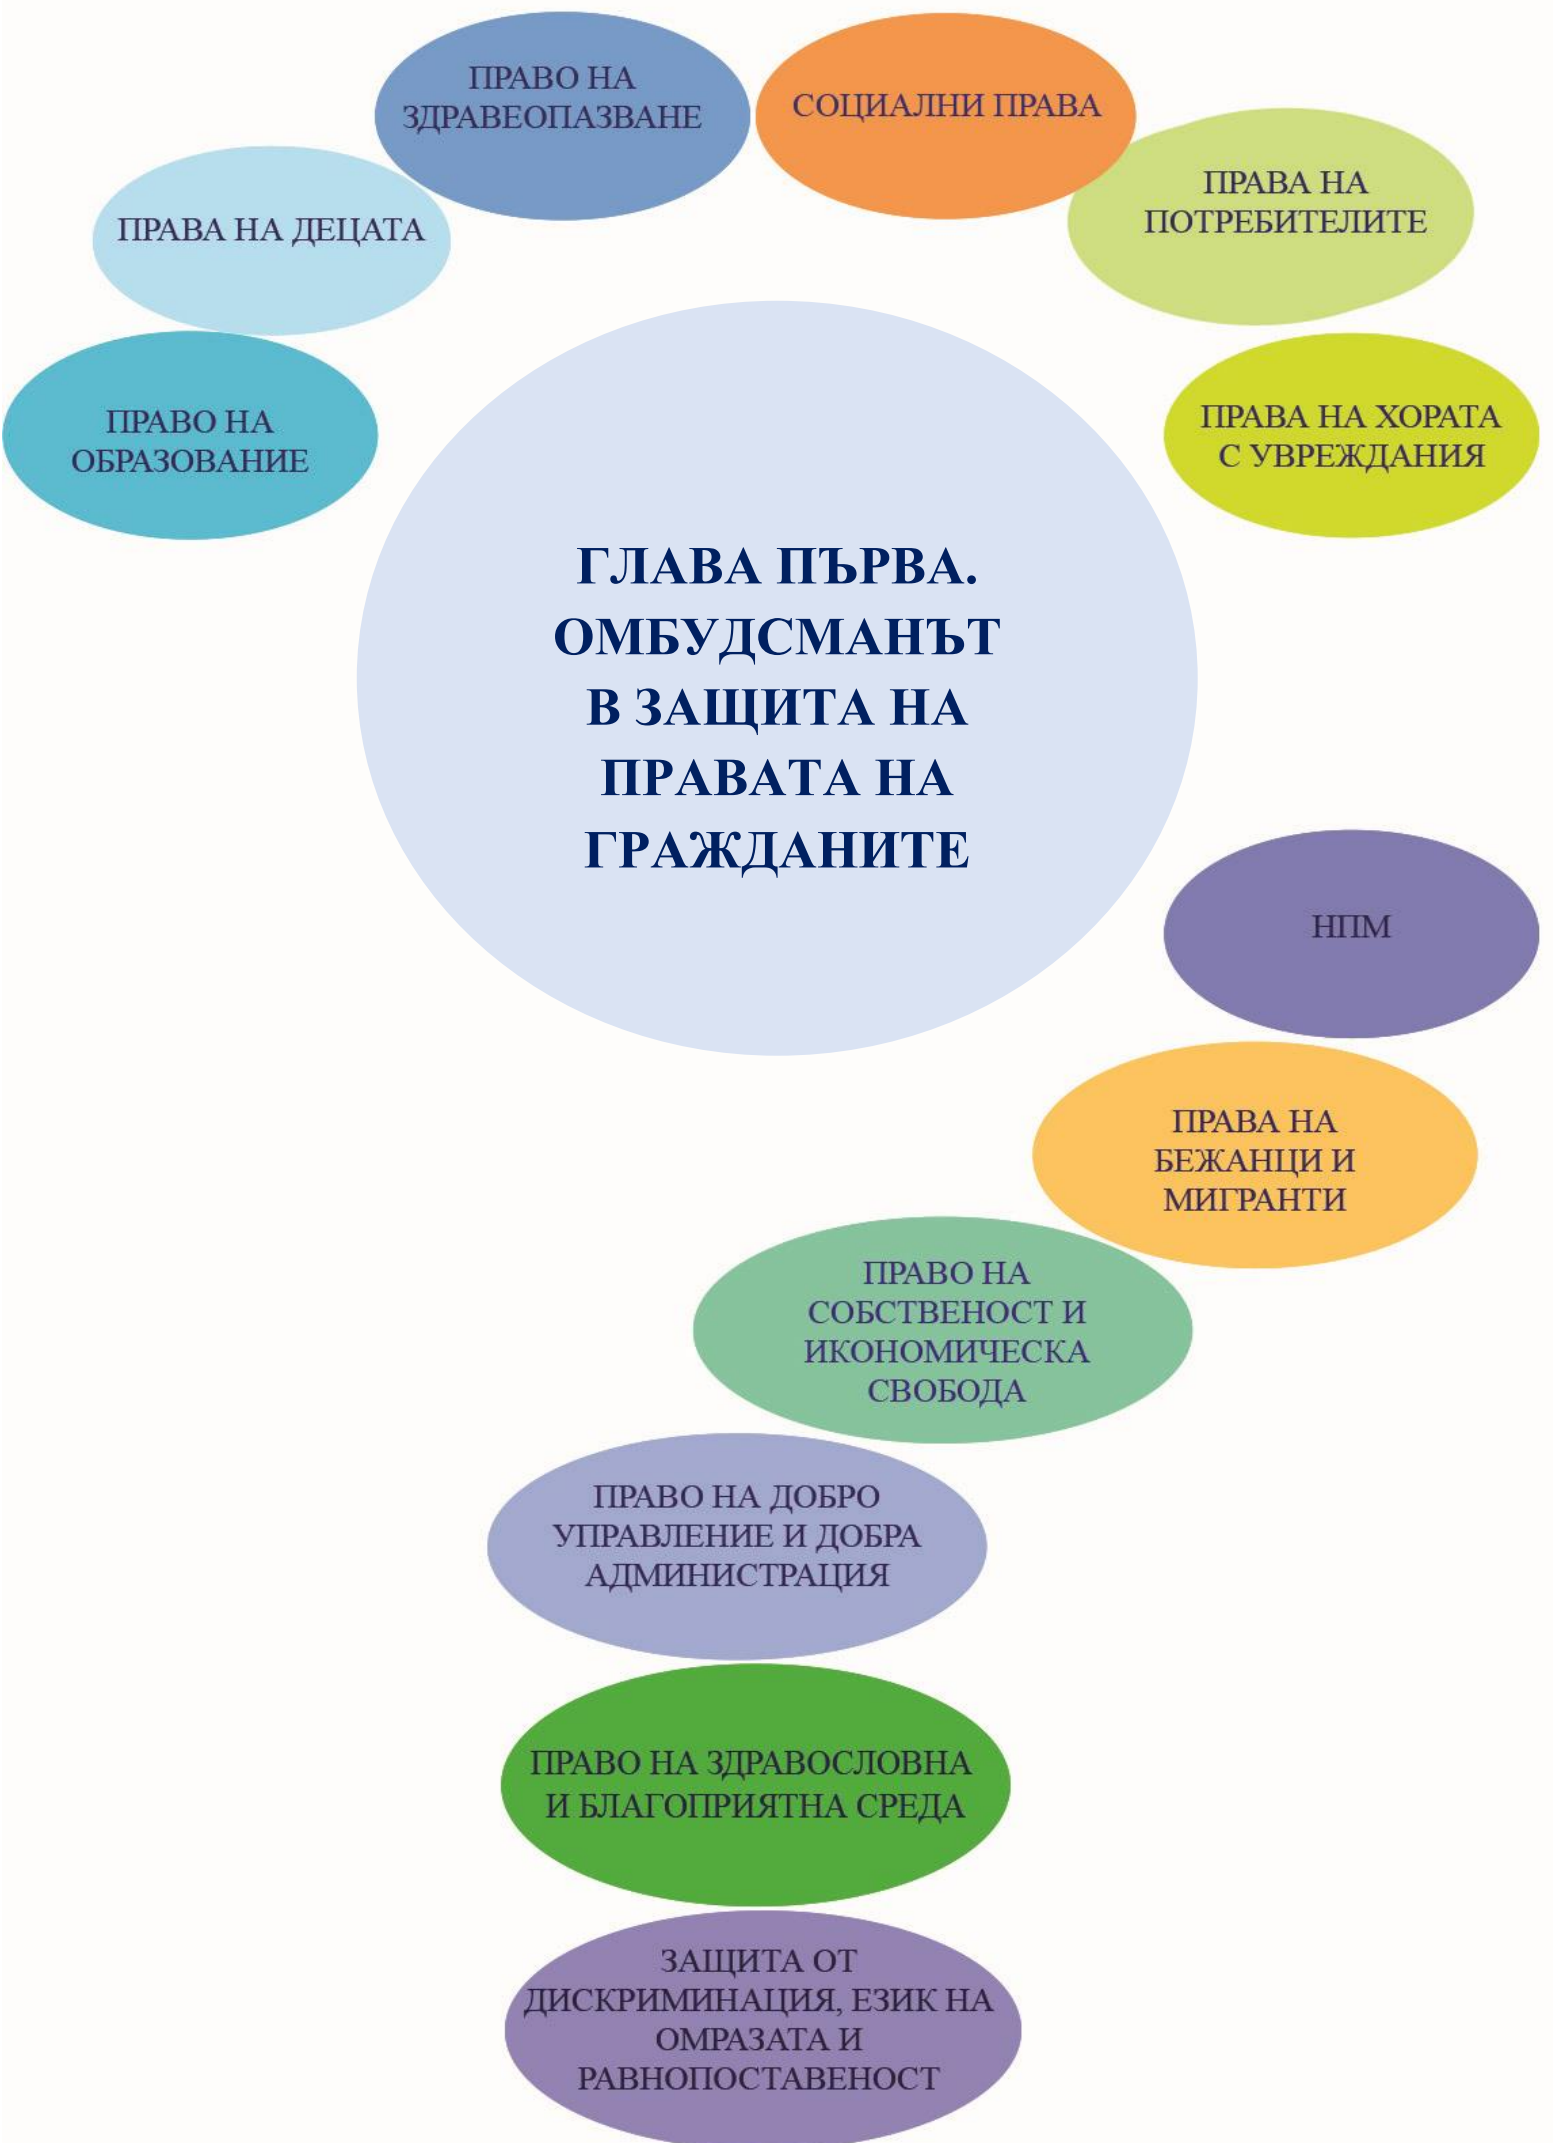 ПРАВО НА
ЗДРАВЕОПАЗВАНЕ
СОЦИАЛНИ ПРАВА
ПРАВА НА
ПОТРЕБИТЕЛИТЕ
ПРАВА НА ДЕЦАТА
ПРАВО НА
ОБРАЗОВАНИЕ
ПРАВА НА ХОРАТА
С УВРЕЖДАНИЯ
ГЛАВА ПЪРВА.
ОМБУДСМАНЪТ
В ЗАЩИТА НА
ПРАВАТА НА
ГРАЖДАНИТЕ
НПМ
ПРАВА НА
БЕЖАНЦИ И
МИГРАНТИ
ПРАВО НА
СОБСТВЕНОСТ И
ИКОНОМИЧЕСКА
СВОБОДА
ПРАВО НА ДОБРО
УПРАВЛЕНИЕ И ДОБРА
АДМИНИСТРАЦИЯ
ПРАВО НА ЗДРАВОСЛОВНА
И БЛАГОПРИЯТНА СРЕДА
ЗАЩИТА ОТ
ДИСКРИМИНАЦИЯ, ЕЗИК НА
ОМРАЗАТА И
РАВНОПОСТАВЕНОСТ